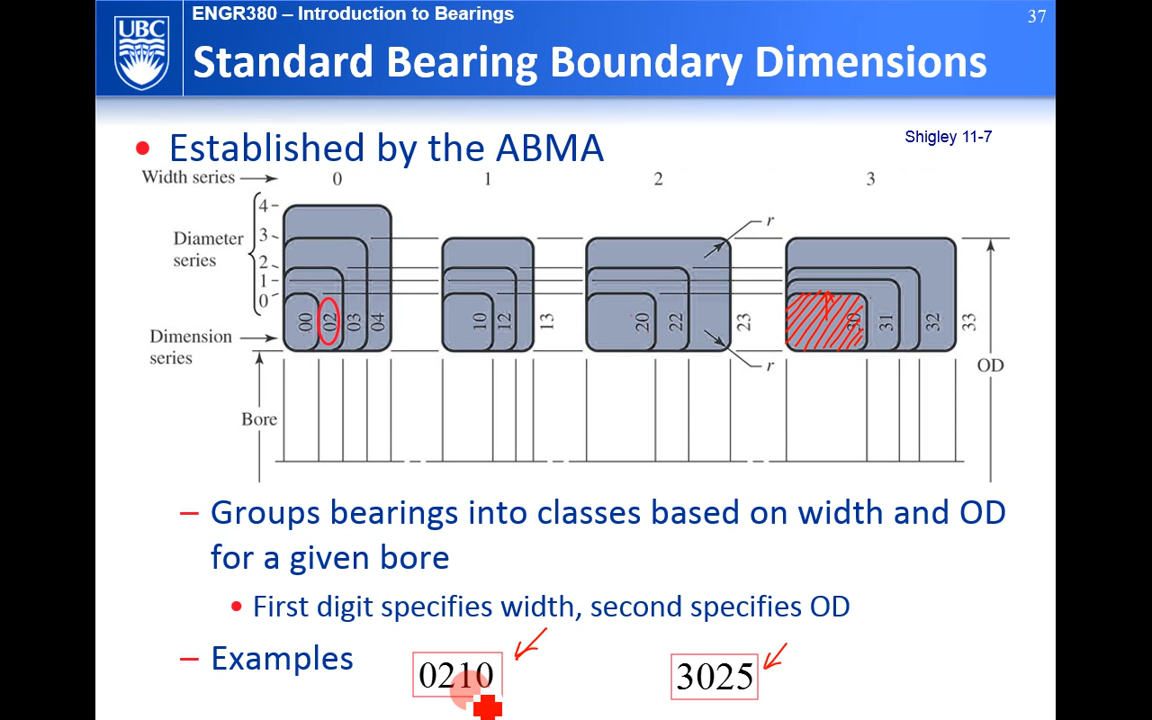 ENGR380 – Introduction to Bearings
37
UBC
Standard Bearing Boundary Dimensions
• Established by the ABMA
Shigley 11-7
Width series 0 1 2 3
Diameter series
4
3
2
1
0
r
Dimension series
00 02 03 04 10 12 13 20 22 23 30 31 32 33
r
OD
Bore
– Groups bearings into classes based on width and OD
for a given bore
• First digit specifies width, second specifies OD
– Examples
0210
3025